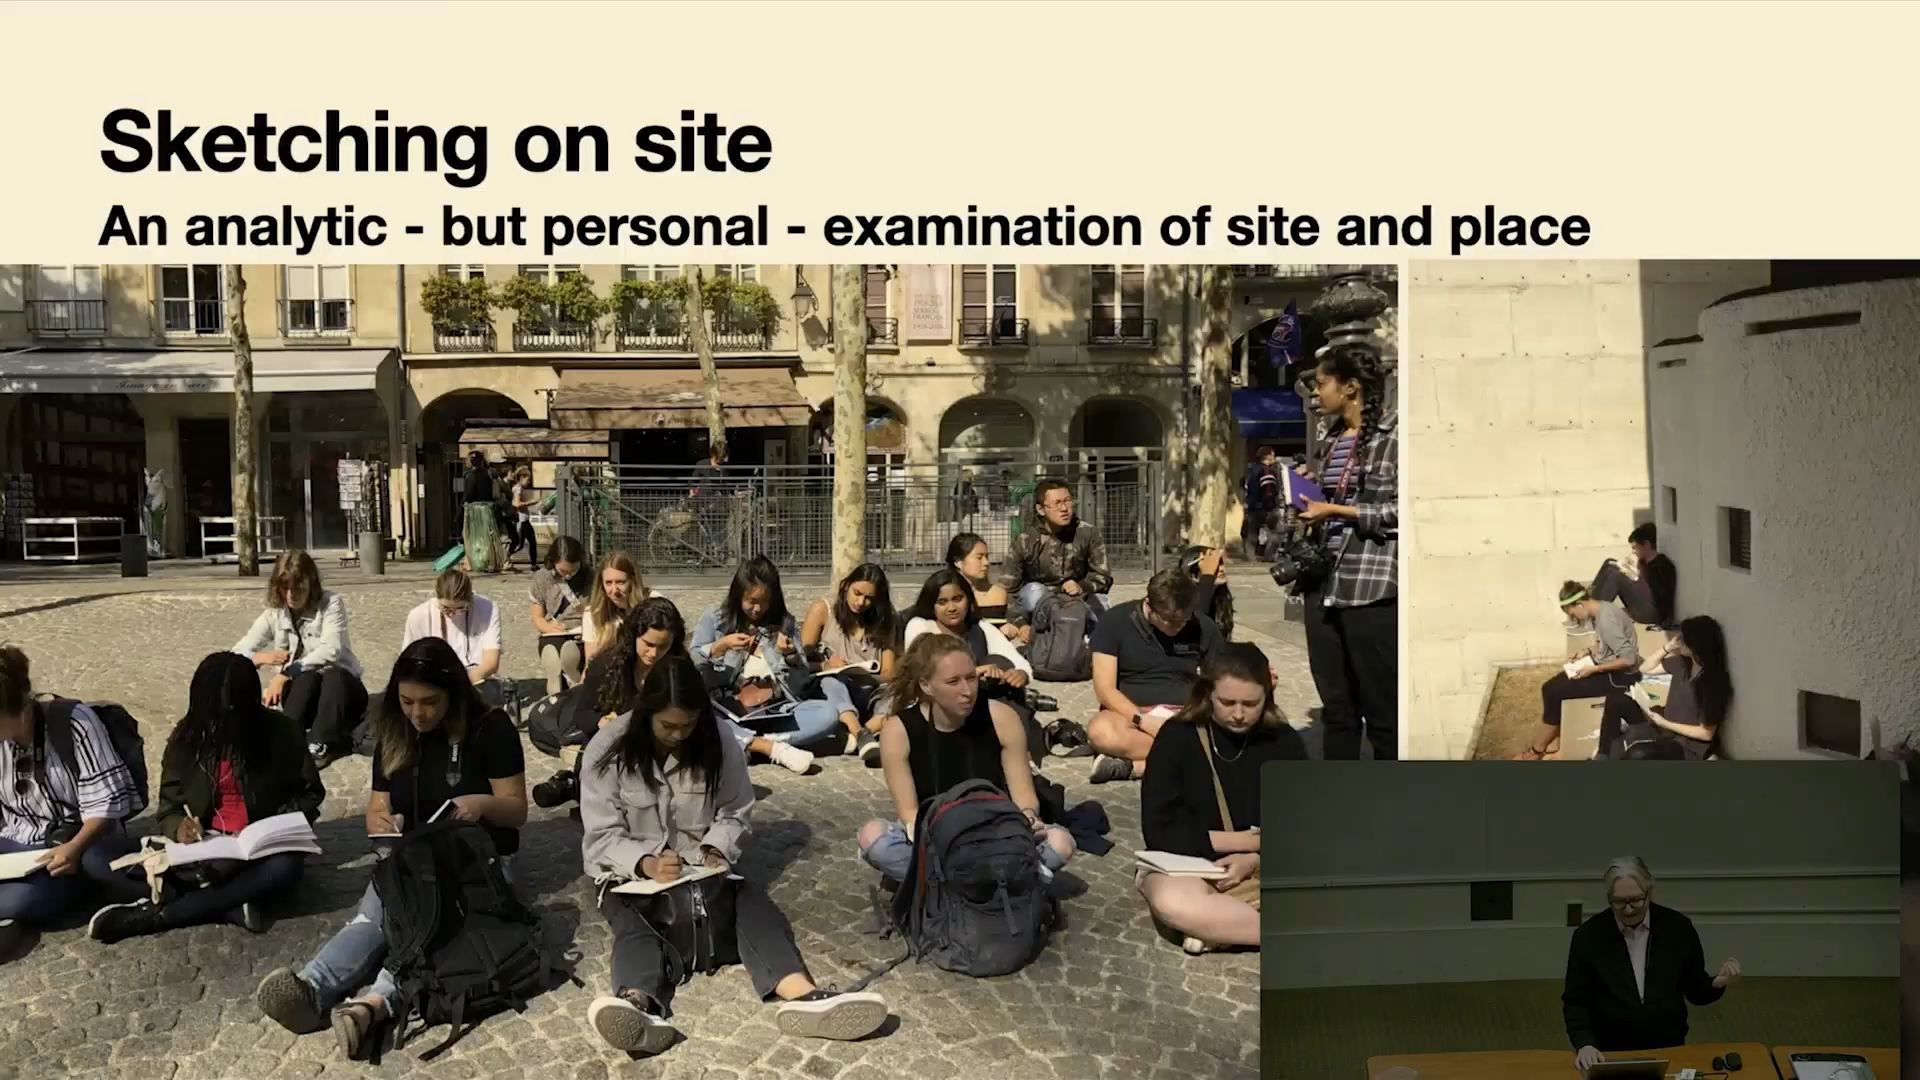 Sketching on site
An analytic - but personal - examination of site and place